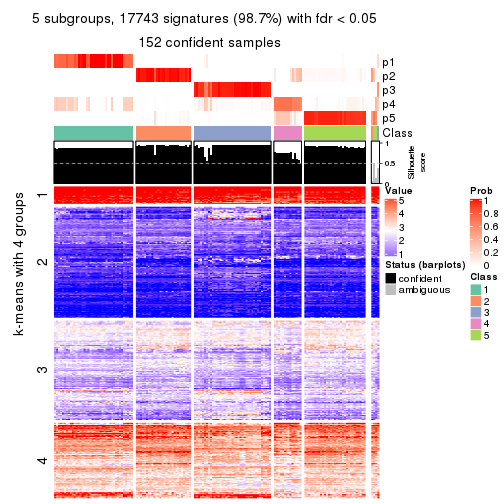 5 subgroups, 17743 signatures (98.7%) with fdr < 0.05
152 confident samples
p1
p2
p3
p4
p5
Class
1
0.5
0
Silhouette
score
k-means with 4 groups
1
2
3
4
Value
5
4
3
2
1
Status (barplots)
confident
ambiguous
Prob
1
0.8
0.6
0.4
0.2
0
Class
1
2
3
4
5